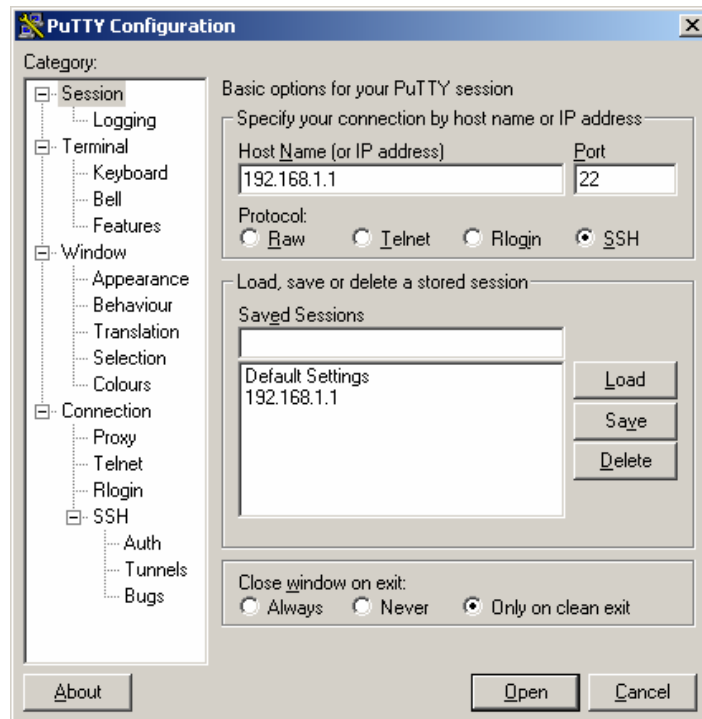 PuTTY Configuration
Category:
Session
Logging
Terminal
Keyboard
Bell
Features
Window
Appearance
Behaviour
Translation
Selection
Colours
Connection
Proxy
Telnet
Rlogin
SSH
Auth
Tunnels
Bugs
Basic options for your PuTTY session
Specify your connection by host name or IP address
Host Name (or IP address) Port
192.168.1.1 22
Protocol:
Raw Telnet Rlogin SSH
Load, save or delete a stored session
Saved Sessions
Default Settings
192.168.1.1
Load
Save
Delete
Close window on exit:
Always Never Only on clean exit
About Open Cancel